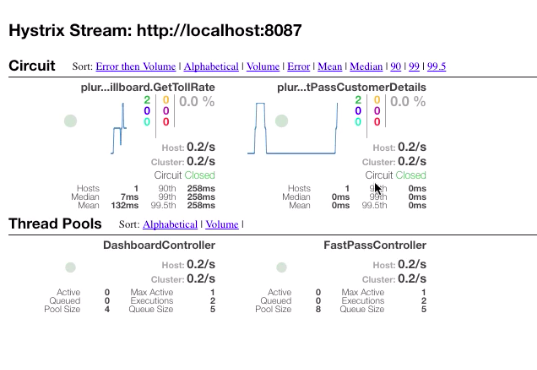 Hystrix Stream: http://localhost:8087
Circuit Sort: Error then Volume | Alphabetical | Volume | Error | Mean | Median | 90 | 99 | 99.5
plur...illboard.GetTollRate
2 0 0.0 %
0 0
0 0
Host: 0.2/s
Cluster: 0.2/s
Circuit Closed
Hosts 1 90th 258ms
Median 7ms 99th 258ms
Mean 132ms 99.5th 258ms
plur...tPassCustomerDetails
2 0 0.0 %
0 0
0 0
Host: 0.2/s
Cluster: 0.2/s
Circuit Closed
Hosts 1 90th 0ms
Median 0ms 99th 0ms
Mean 0ms 99.5th 0ms
Thread Pools Sort: Alphabetical | Volume |
DashboardController
Host: 0.2/s
Cluster: 0.2/s
Active 0 Max Active 1
Queued 0 Executions 2
Pool Size 4 Queue Size 5
FastPassController
Host: 0.2/s
Cluster: 0.2/s
Active 0 Max Active 1
Queued 0 Executions 2
Pool Size 8 Queue Size 5